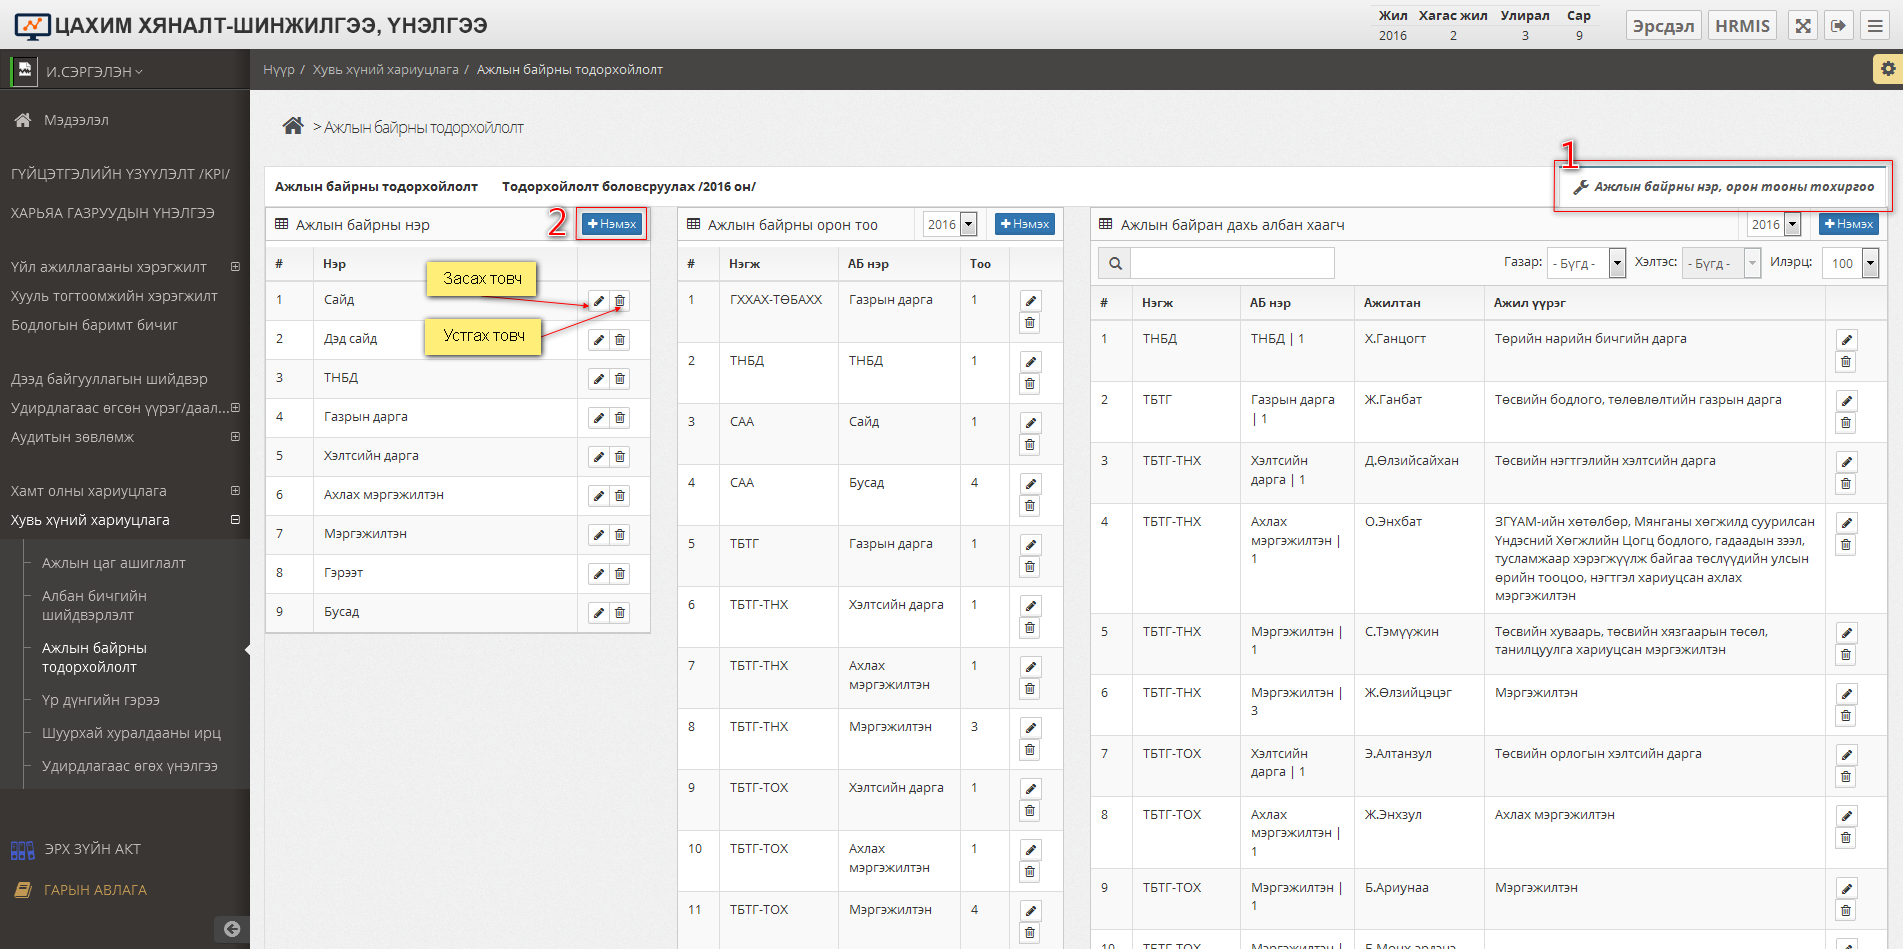 ЦАХИМ ХЯНАЛТ-ШИНЖИЛГЭЭ, ҮНЭЛГЭЭ
Жил Хагас жил Улирал Сар
2016 2 3 9
Эрсдэл HRMIS
И.СЭРГЭЛЭН
Нүүр / Хувь хүний хариуцлага / Ажлын байрны тодорхойлолт
Мэдээлэл
ГҮЙЦЭТГЭЛИЙН ҮЗҮҮЛЭЛТ /KPI/
ХАРЬЯА ГАЗРУУДЫН ҮНЭЛГЭЭ
Үйл ажиллагааны хэрэгжилт
Хууль тогтоомжийн хэрэгжилт
Бодлогын баримт бичиг
Дээд байгууллагын шийдвэр
Удирдлагаас өгсөн үүрэг/даал...
Аудитын зөвлөмж
Хамт олны хариуцлага
Хувь хүний хариуцлага
Ажлын цаг ашиглалт
Албан бичгийн
шийдвэрлэлт
Ажлын байрны
тодорхойлолт
Үр дүнгийн гэрээ
Шуурхай хуралдааны ирц
Удирдлагаас өгөх үнэлгээ
ЭРХ ЗҮЙН АКТ
ГАРЫН АВЛАГА
> Ажлын байрны тодорхойлолт
1
Ажлын байрны тодорхойлолт Тодорхойлолт боловсруулах /2016 он/ Ажлын байрны нэр, орон тооны тохиргоо
Ажлын байрны нэр 2 Нэмэх
# Нэр
Засах товч
Устгах товч
1 Сайд
2 Дэд сайд
3 ТНБД
4 Газрын дарга
5 Хэлтсийн дарга
6 Ахлах мэргэжилтэн
7 Мэргэжилтэн
8 Гэрээт
9 Бусад
Ажлын байрны орон тоо 2016 Нэмэх
# Нэгж АБ нэр Тоо
1 ГХХАХ-ТӨБАХХ Газрын дарга 1
2 ТНБД ТНБД 1
3 САА Сайд 1
4 САА Бусад 4
5 ТБТГ Газрын дарга 1
6 ТБТГ-ТНХ Хэлтсийн дарга 1
7 ТБТГ-ТНХ Ахлах 1
мэргэжилтэн
8 ТБТГ-ТНХ Мэргэжилтэн 3
9 ТБТГ-ТОХ Хэлтсийн дарга 1
10 ТБТГ-ТОХ Ахлах 1
мэргэжилтэн
11 ТБТГ-ТОХ Мэргэжилтэн 4
Ажлын байран дахь албан хаагч 2016 Нэмэх
Газар: - Бүгд - Хэлтэс: - Бүгд - Илэрц: 100
# Нэгж АБ нэр Ажилтан Ажил үүрэг
1 ТНБД ТНБД | 1 Х.Ганцогт Төрийн нарийн бичгийн дарга
2 ТБТГ Газрын дарга Ж.Ганбат Төсвийн бодлого, төлөвлөлтийн газрын дарга
| 1
3 ТБТГ-ТНХ Хэлтсийн Д.Өлзийсайхан Төсвийн нэгтгэлийн хэлтсийн дарга
дарга | 1
4 ТБТГ-ТНХ Ахлах О.Энхбат ЗГҮАМ-ийн хөтөлбөр, Мянганы хөгжилд суурилсан
мэргэжилтэн | Үндэсний Хөгжлийн Цогц бодлого, гадаадын зээл,
1 тусламжаар хэрэгжүүлж байгаа төслүүдийн улсын
өрийн тооцоо, нэгтгэл хариуцсан ахлах
мэргэжилтэн
5 ТБТГ-ТНХ Мэргэжилтэн | С.Тэмүүжин Төсвийн хуваарь, төсвийн хязгаарын төсөл,
1 танилцуулга хариуцсан мэргэжилтэн
6 ТБТГ-ТНХ Мэргэжилтэн | Ж.Өлзийцэцэг Мэргэжилтэн
3
7 ТБТГ-ТОХ Хэлтсийн Э.Алтанзул Төсвийн орлогын хэлтсийн дарга
дарга | 1
8 ТБТГ-ТОХ Ахлах Ж.Энхзул Ахлах мэргэжилтэн
мэргэжилтэн |
1
9 ТБТГ-ТОХ Мэргэжилтэн | Б.Ариунаа Мэргэжилтэн
1
10 ТБТГ-ТОХ Мэргэжилтэн |